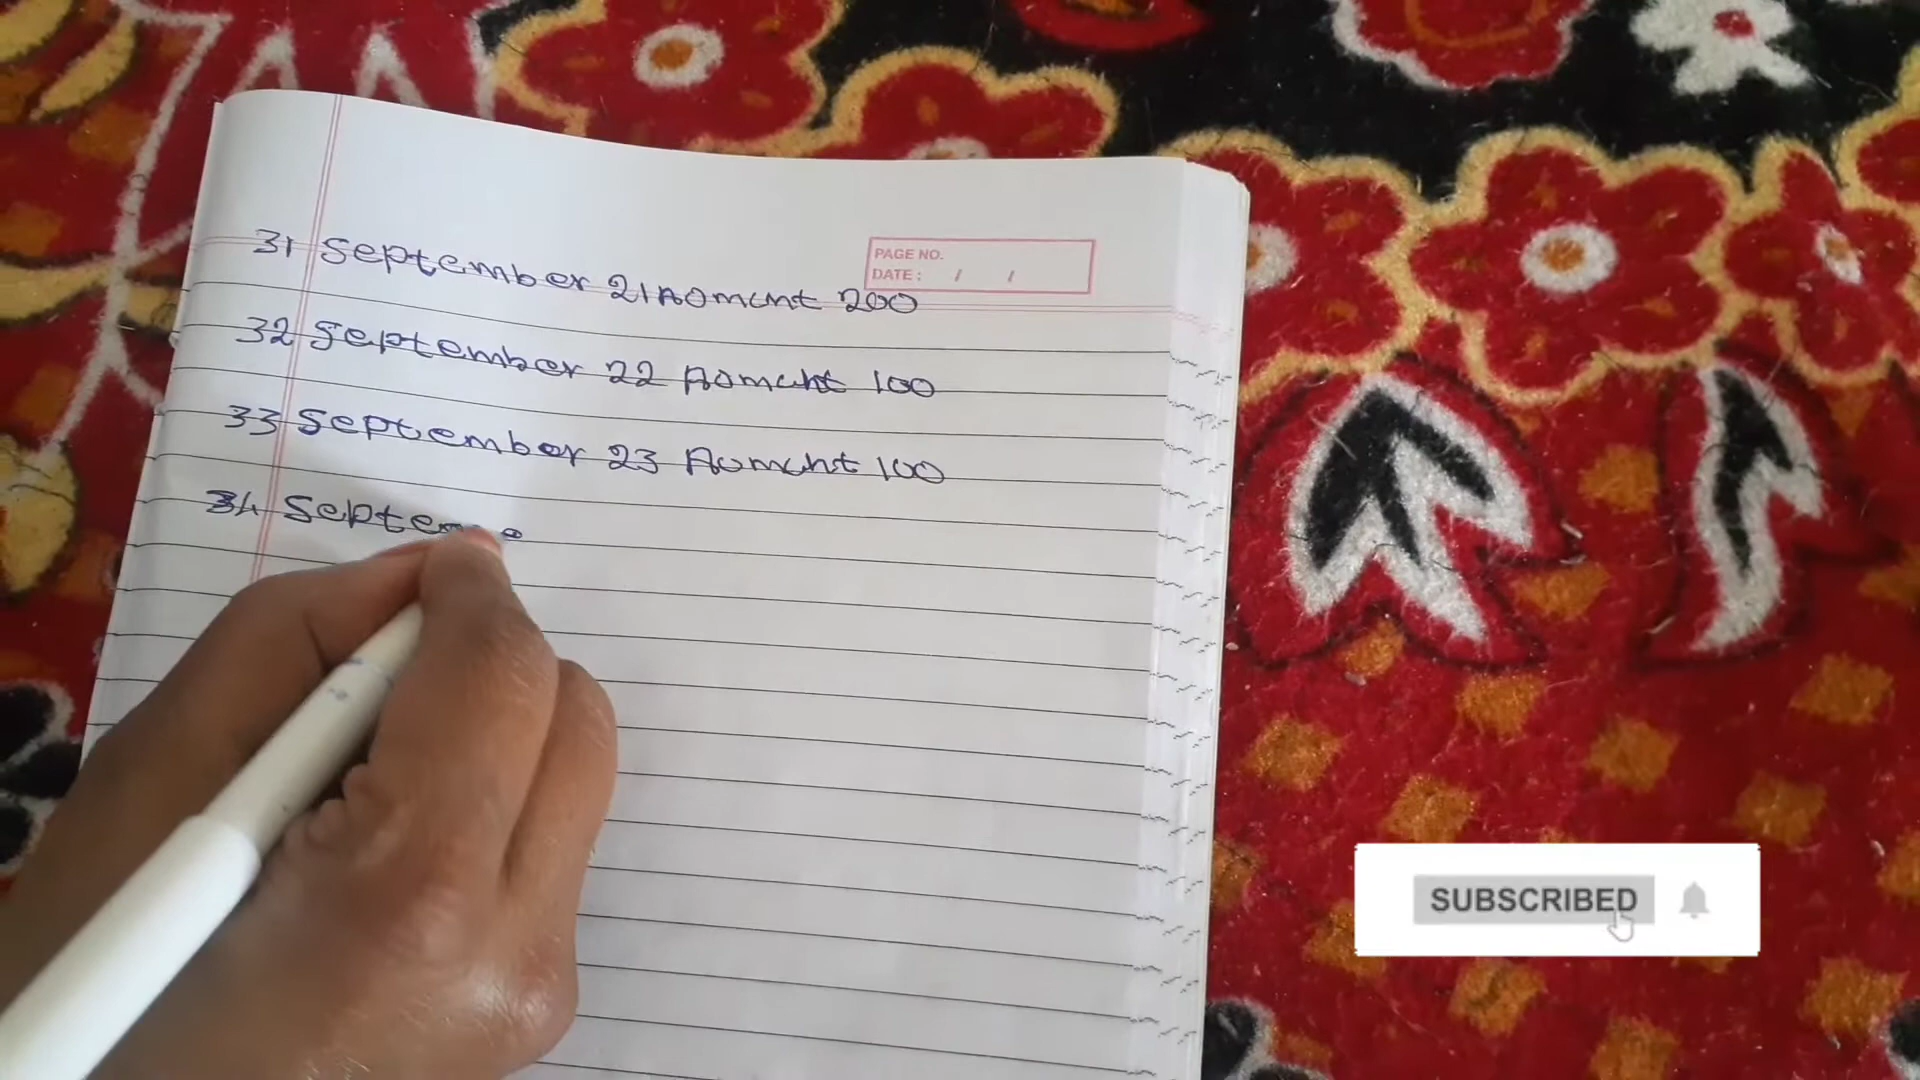 PAGE NO.
DATE : / /
31 September 21 Aomunt 200
32 September 22 Aomunt 100
33 September 23 Aomunt 100
34 Septem
SUBSCRIBED